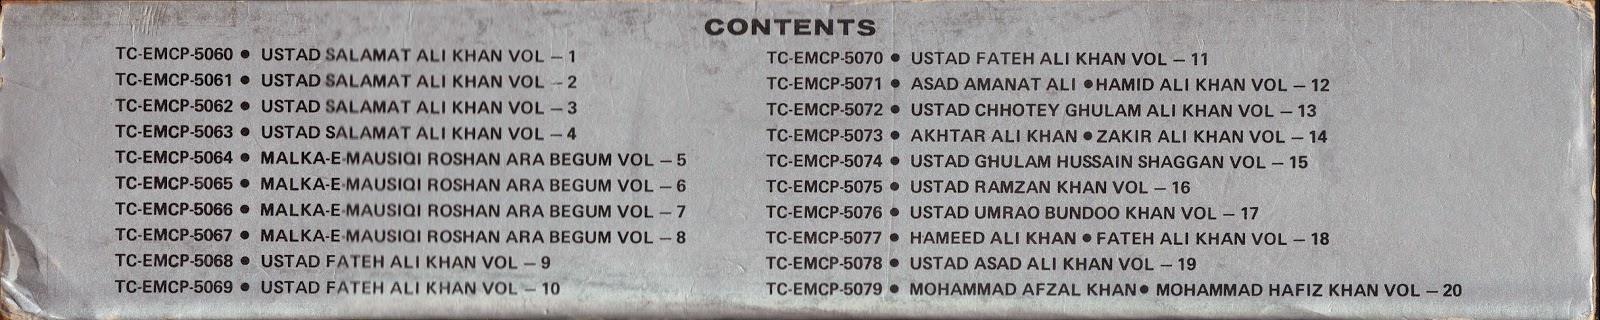 CONTENTS
TC-EMCP-5060 ● USTAD SALAMAT ALI KHAN VOL – 1
TC-EMCP-5061 ● USTAD SALAMAT ALI KHAN VOL – 2
TC-EMCP-5062 ● USTAD SALAMAT ALI KHAN VOL – 3
TC-EMCP-5063 ● USTAD SALAMAT ALI KHAN VOL – 4
TC-EMCP-5064 ● MALKA-E-MAUSIQI ROSHAN ARA BEGUM VOL – 5
TC-EMCP-5065 ● MALKA-E-MAUSIQI ROSHAN ARA BEGUM VOL – 6
TC-EMCP-5066 ● MALKA-E-MAUSIQI ROSHAN ARA BEGUM VOL – 7
TC-EMCP-5067 ● MALKA-E-MAUSIQI ROSHAN ARA BEGUM VOL – 8
TC-EMCP-5068 ● USTAD FATEH ALI KHAN VOL – 9
TC-EMCP-5069 ● USTAD FATEH ALI KHAN VOL – 10
TC-EMCP-5070 ● USTAD FATEH ALI KHAN VOL – 11
TC-EMCP-5071 ● ASAD AMANAT ALI ● HAMID ALI KHAN VOL – 12
TC-EMCP-5072 ● USTAD CHHOTEY GHULAM ALI KHAN VOL – 13
TC-EMCP-5073 ● AKHTAR ALI KHAN ● ZAKIR ALI KHAN VOL – 14
TC-EMCP-5074 ● USTAD GHULAM HUSSAIN SHAGGAN VOL – 15
TC-EMCP-5075 ● USTAD RAMZAN KHAN VOL – 16
TC-EMCP-5076 ● USTAD UMRAO BUNDOO KHAN VOL – 17
TC-EMCP-5077 ● HAMEED ALI KHAN ● FATEH ALI KHAN VOL – 18
TC-EMCP-5078 ● USTAD ASAD ALI KHAN VOL – 19
TC-EMCP-5079 ● MOHAMMAD AFZAL KHAN ● MOHAMMAD HAFIZ KHAN VOL – 20